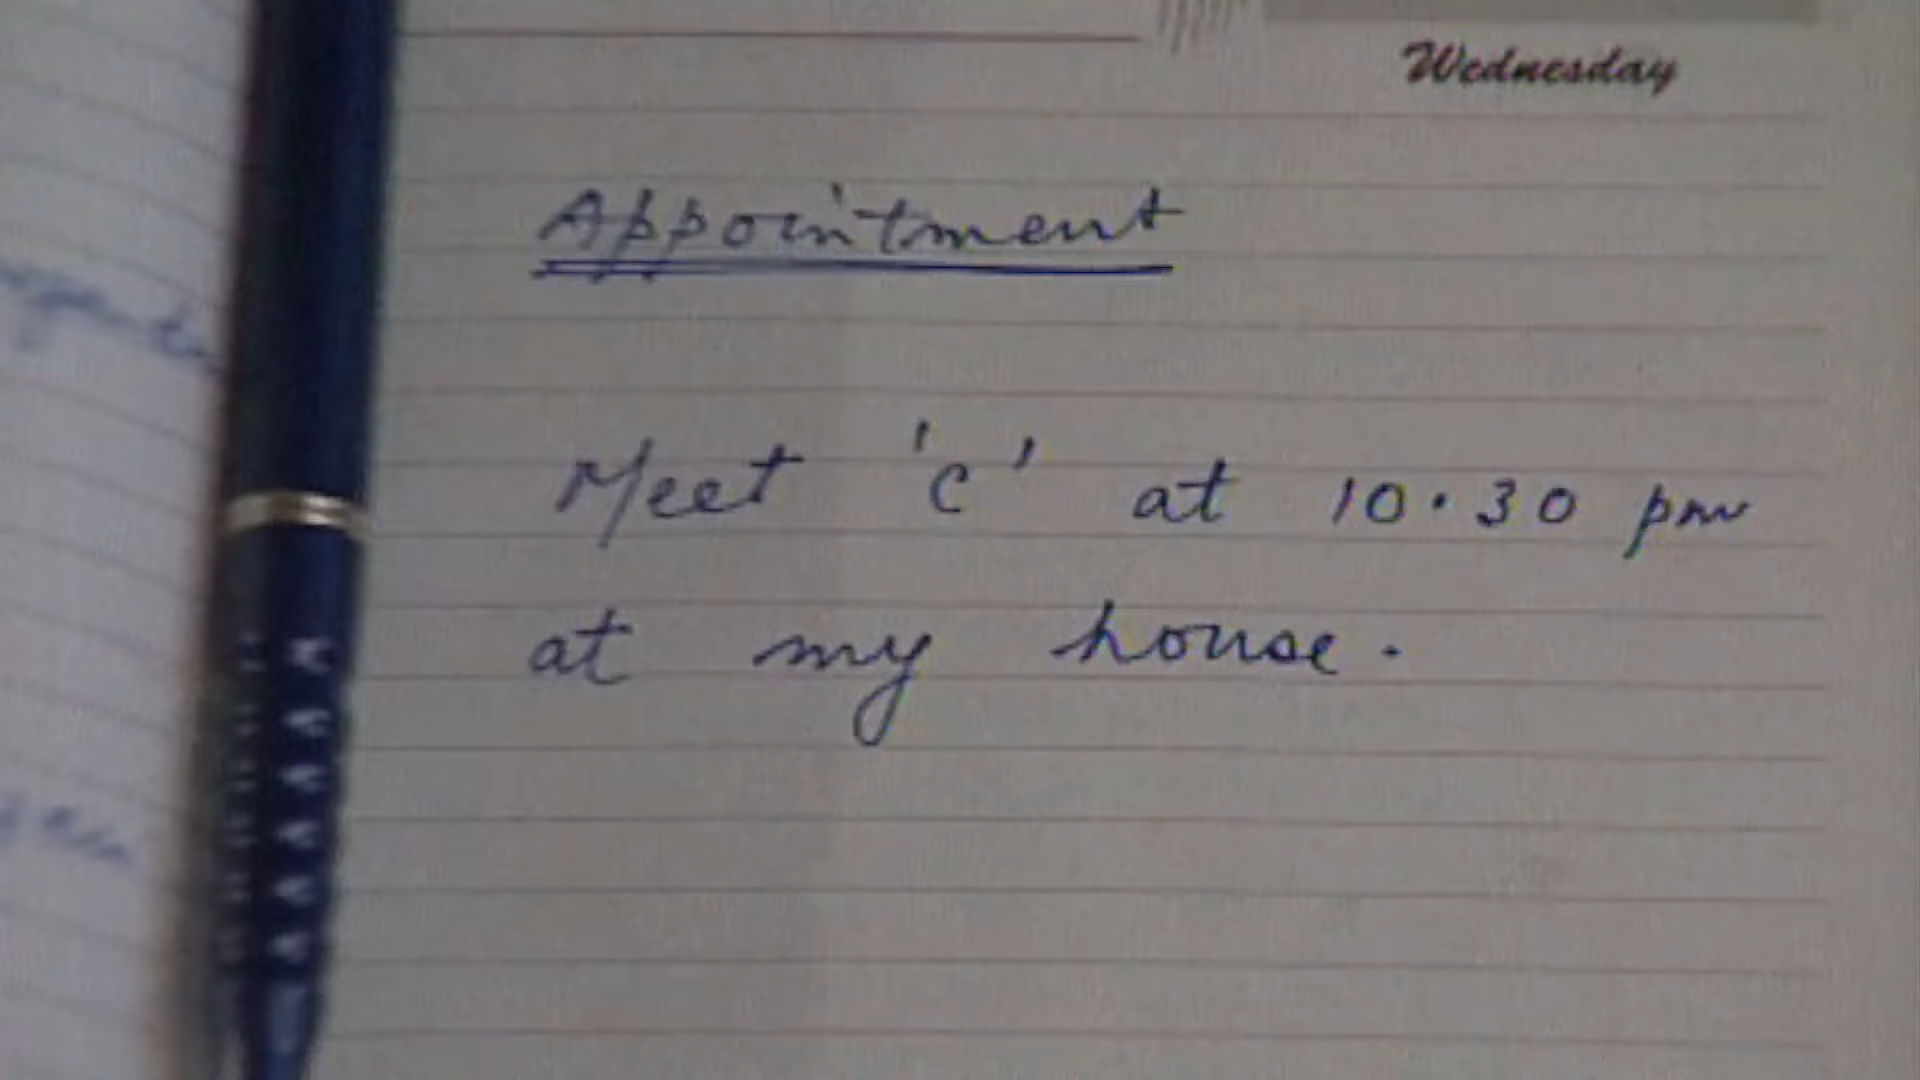 Wednesday
Appointment
Meet 'C' at 10.30 pm
at my house.